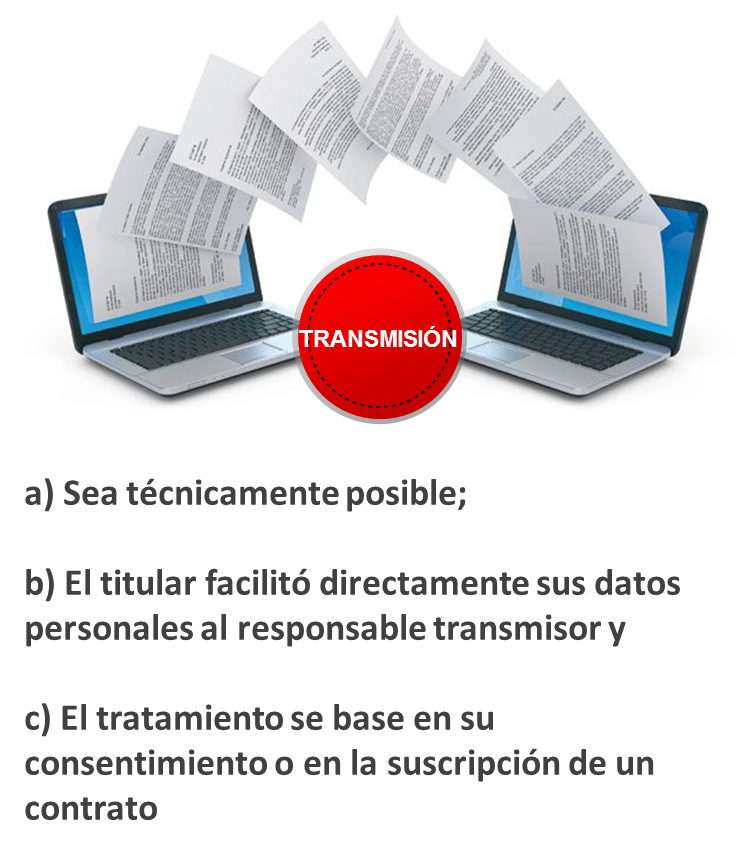 TRANSMISIÓN
a) Sea técnicamente posible;
b) El titular facilitó directamente sus datos
personales al responsable transmisor y
c) El tratamiento se base en su
consentimiento o en la suscripción de un
contrato